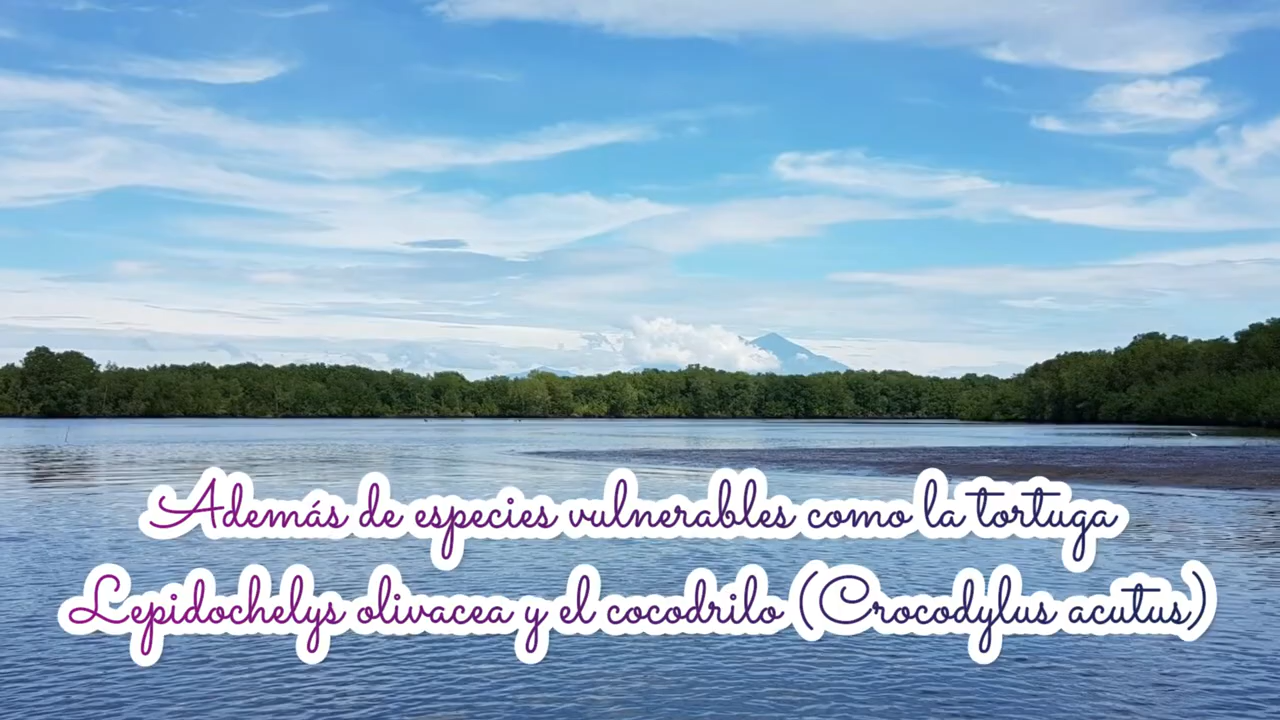 Además de especies vulnerables como la tortuga
Lepidochelys olivacea y el cocodrilo (Crocodylus acutus)